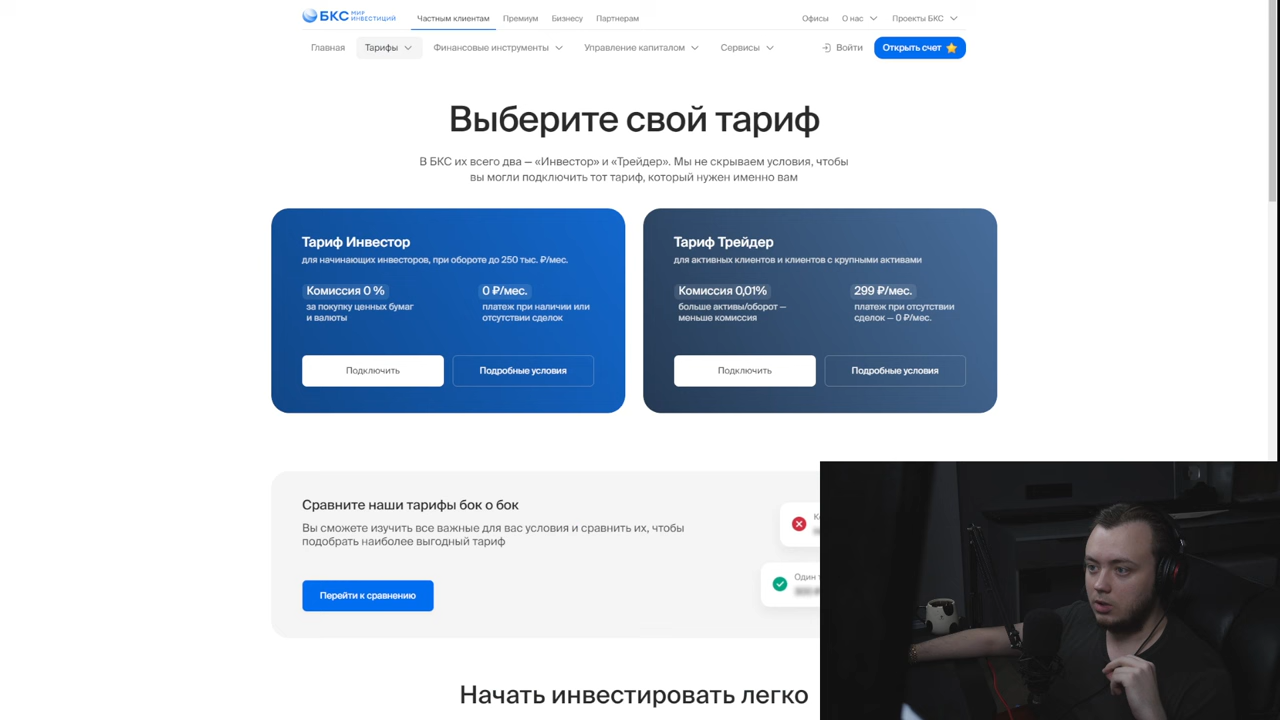 БКС МИР ИНВЕСТИЦИЙ
Частным клиентам Премиум Бизнесу Партнерам Офисы О нас Проекты БКС
Главная Тарифы Финансовые инструменты Управление капиталом Сервисы Войти Открыть счет
Выберите свой тариф
В БКС их всего два — «Инвестор» и «Трейдер». Мы не скрываем условия, чтобы
вы могли подключить тот тариф, который нужен именно вам
Тариф Инвестор
для начинающих инвесторов, при обороте до 250 тыс. ₽/мес.
Комиссия 0 %
за покупку ценных бумаг
и валюты
0 ₽/мес.
платеж при наличии или
отсутствии сделок
Подключить
Подробные условия
Тариф Трейдер
для активных клиентов и клиентов с крупными активами
Комиссия 0,01%
больше активы/оборот —
меньше комиссия
299 ₽/мес.
платеж при отсутствии
сделок — 0 ₽/мес.
Подключить
Подробные условия
Сравните наши тарифы бок о бок
Вы сможете изучить все важные для вас условия и сравнить их, чтобы
подобрать наиболее выгодный тариф
Перейти к сравнению
Один
Начать инвестировать легко